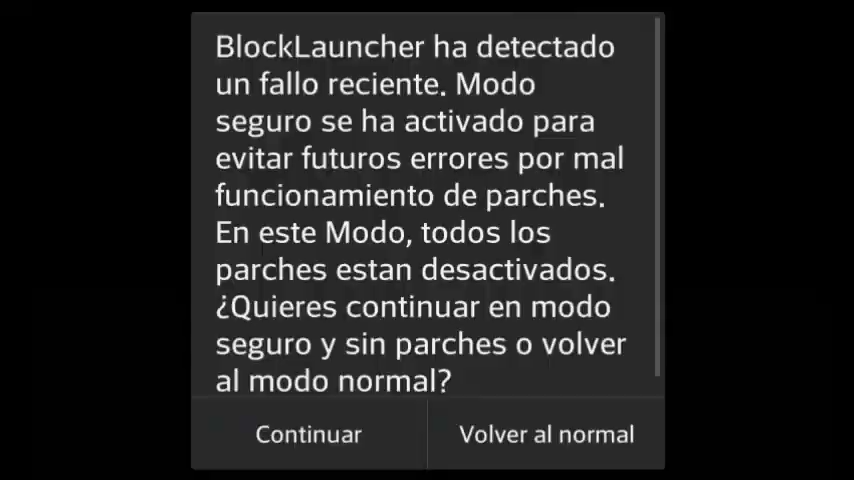 BlockLauncher ha detectado
un fallo reciente. Modo
seguro se ha activado para
evitar futuros errores por mal
funcionamiento de parches.
En este Modo, todos los
parches estan desactivados.
¿Quieres continuar en modo
seguro y sin parches o volver
al modo normal?
Continuar
Volver al normal